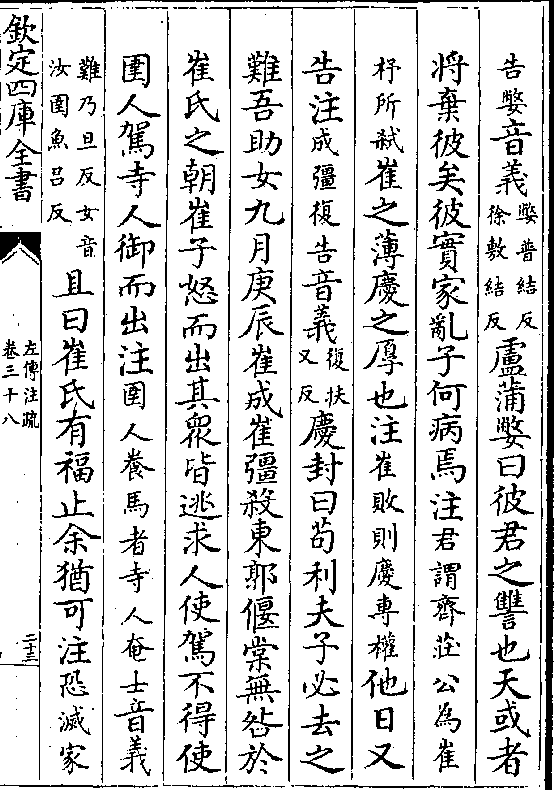 告嫳音義嫳普結反
徐敷結反盧蒲嫳曰彼君之讐也天或者
將棄彼矣彼實家亂子何病焉注君謂齊莊公為崔
杼所弑崔之薄慶之厚也注崔敗則慶專權他日又
告注成彊復告音義復扶
又反慶封曰苟利夫子必去之
難吾助女九月庚辰崔成崔彊殺東郭偃棠無咎於
崔氏之朝崔子怒而出其衆皆逃求人使駕不得使
圉人駕寺人御而出注圉人養馬者寺人奄士音義
難乃旦反女音
汝圉魚呂反且曰崔氏有福止余猶可注恐滅家
欽定四庫全書
左傳注疏
卷三十八
二十三